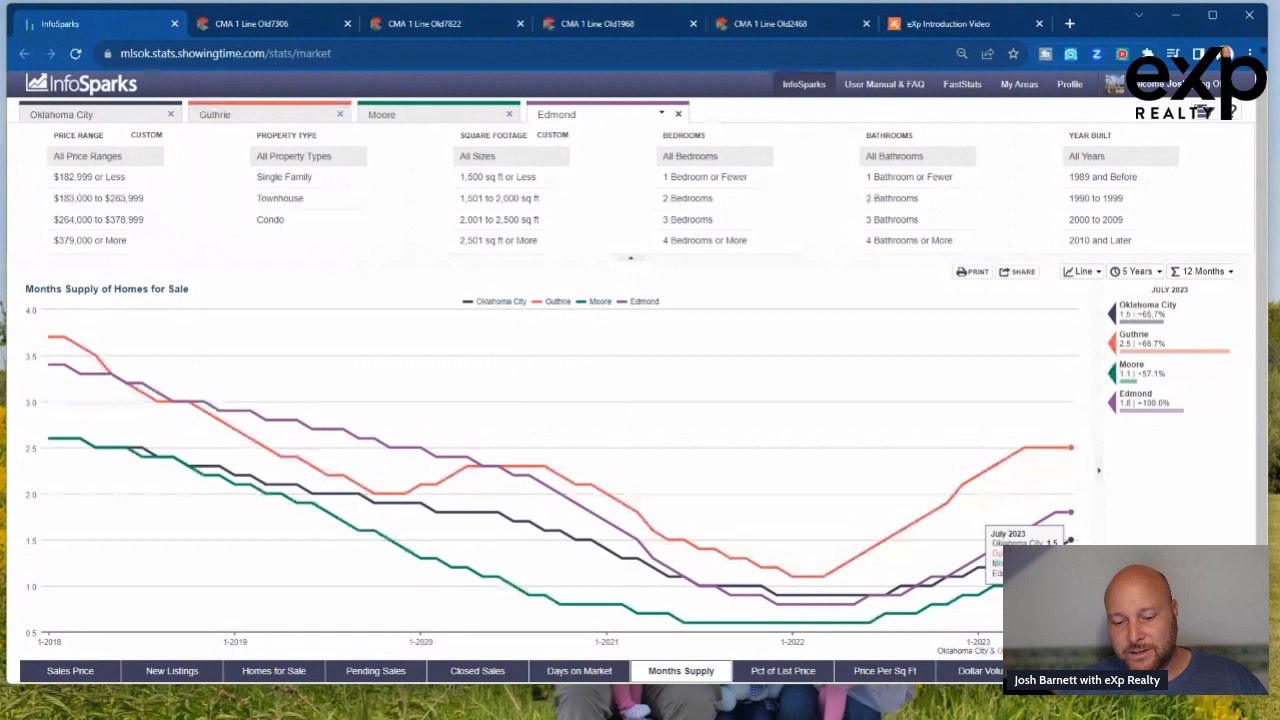 InfoSparks
CMA 1 Line Old7306
CMA 1 Line Old7822
CMA 1 Line Old1968
CMA 1 Line Old2468
eXp Introduction Video
mlsok.stats.showingtime.com/stats/market
InfoSparks
InfoSparks
User Manual & FAQ
FastStats
My Areas
Profile
eXp
REALTY
Oklahoma City
Guthrie
Moore
Edmond
PRICE RANGE CUSTOM
PROPERTY TYPE
SQUARE FOOTAGE CUSTOM
BEDROOMS
BATHROOMS
YEAR BUILT
All Price Ranges
All Property Types
All Sizes
All Bedrooms
All Bathrooms
All Years
$182,999 or Less
Single Family
1,500 sq ft or Less
1 Bedroom or Fewer
1 Bathroom or Fewer
1989 and Before
$183,000 to $263,999
Townhouse
1,501 to 2,000 sq ft
2 Bedrooms
2 Bathrooms
1990 to 1999
$264,000 to $378,999
Condo
2,001 to 2,500 sq ft
3 Bedrooms
3 Bathrooms
2000 to 2009
$379,000 or More
2,501 sq ft or More
4 Bedrooms or More
4 Bathrooms or More
2010 and Later
PRINT
SHARE
Line
5 Years
12 Months
Months Supply of Homes for Sale
JULY 2023
Oklahoma City Guthrie Moore Edmond
Oklahoma City
1.5 | +66.7%
Guthrie
2.5 | +66.7%
Moore
1.1 | +57.1%
Edmond
1.8 | +100.0%
4.0
3.5
3.0
2.5
2.0
1.5
1.0
0.5
July 2023
Oklahoma City: 1.5
1-2018
1-2019
1-2020
1-2021
1-2022
1-2023
Oklahoma City & G
Sales Price
New Listings
Homes for Sale
Pending Sales
Closed Sales
Days on Market
Months Supply
Pct of List Price
Price Per Sq Ft
Dollar Volu
Josh Barnett with eXp Realty